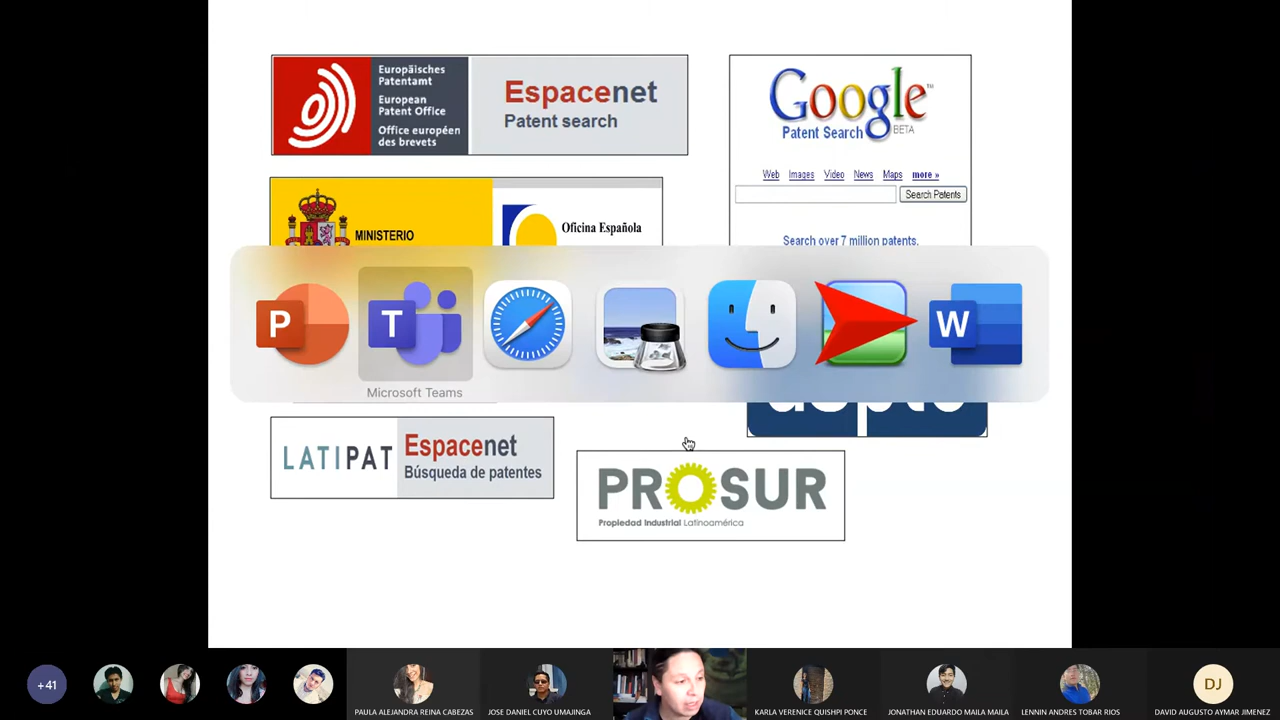 Europäisches
Patentamt
European
Patent Office
Office européen
des brevets
Espacenet
Patent search
Google™
Patent Search BETA
Web Images Video News Maps more »
Search Patents
Search over 7 million patents.
MINISTERIO
Oficina Española
P
T
W
Microsoft Teams
LATIPAT
Espacenet
Búsqueda de patentes
PROSUR
Propiedad Industrial Latinoamérica
+41
PAULA ALEJANDRA REINA CABEZAS
JOSE DANIEL CUYO UMAJINGA
KARLA VERENICE QUISHPI PONCE
JONATHAN EDUARDO MAILA MAILA
LENNIN ANDRES TOBAR RIOS
DJ
DAVID AUGUSTO AYMAR JIMENEZ